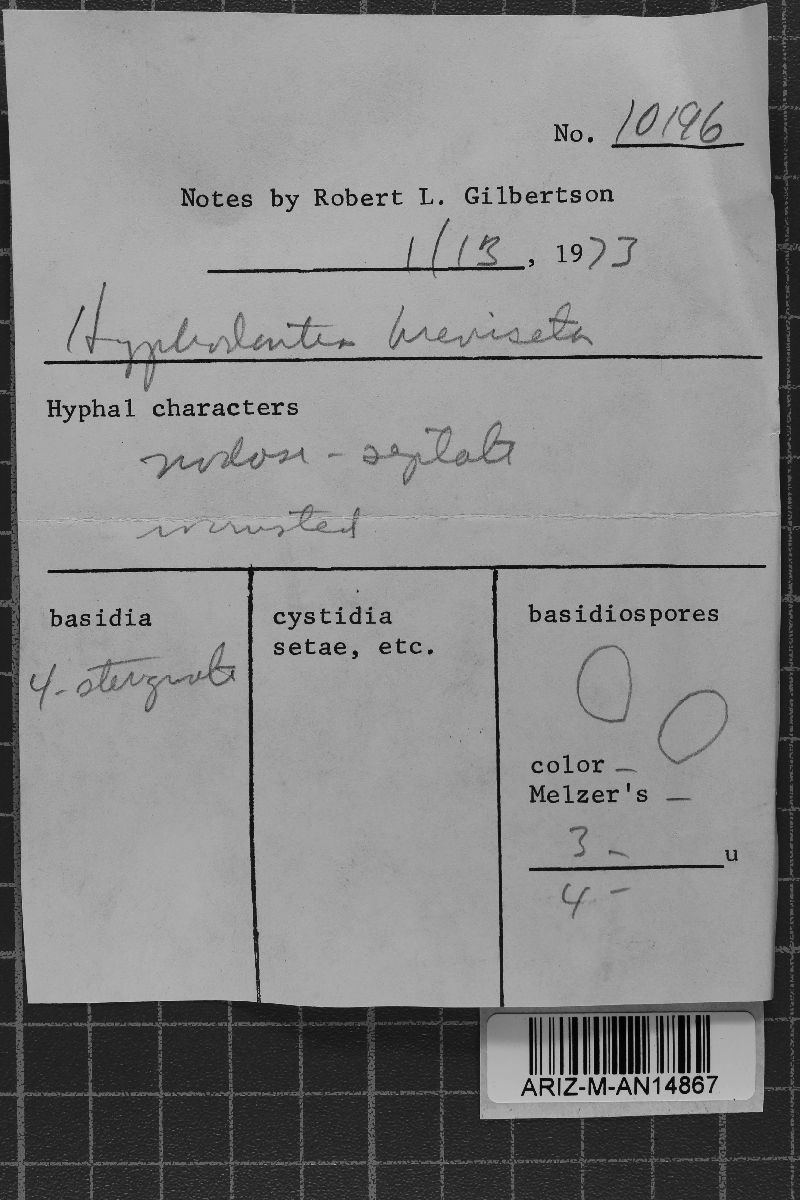 No. 10196
Notes by Robert L. Gilbertson
1/13, 1973
Hyphodontia breviseta
Hyphal characters
nodose-septate
incrusted
basidia
4-sterigmate
cystidia
setae, etc.
basidiospores
color –
Melzer's –
3 – u
4 –
ARIZ-M-AN14867